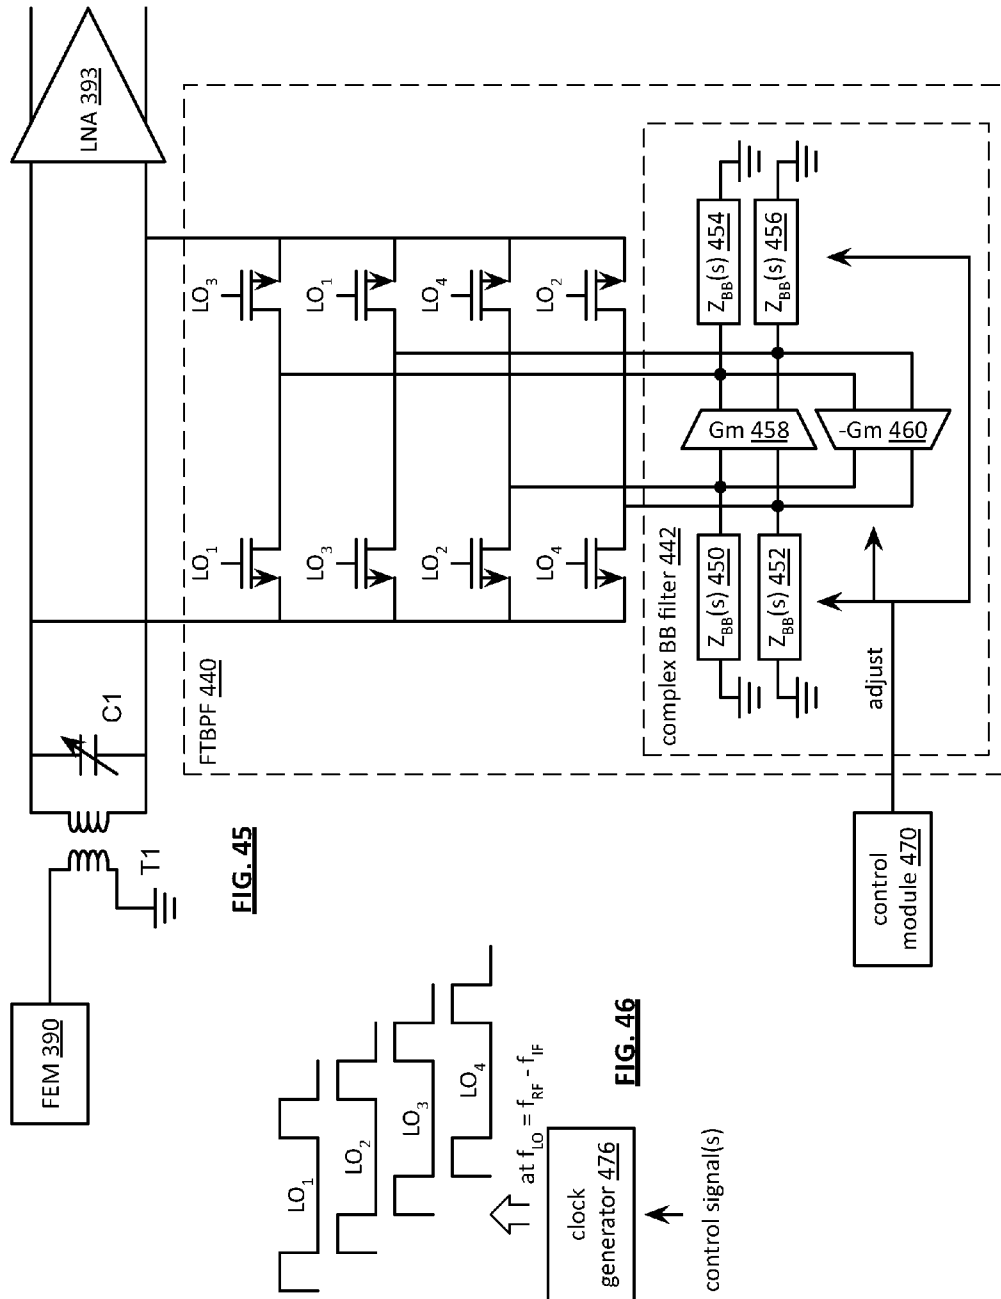 FEM 390
T1
C1
LNA 393
FIG. 45
FTBPF 440
LO1
LO3
LO3
LO1
LO2
LO4
LO4
LO2
complex BB filter 442
ZBB(s) 450
ZBB(s) 452
Gm 458
-Gm 460
ZBB(s) 454
ZBB(s) 456
adjust
control
module 470
LO1
LO2
LO3
LO4
at fLO = fRF - fIF
clock
generator 476
control signal(s)
FIG. 46